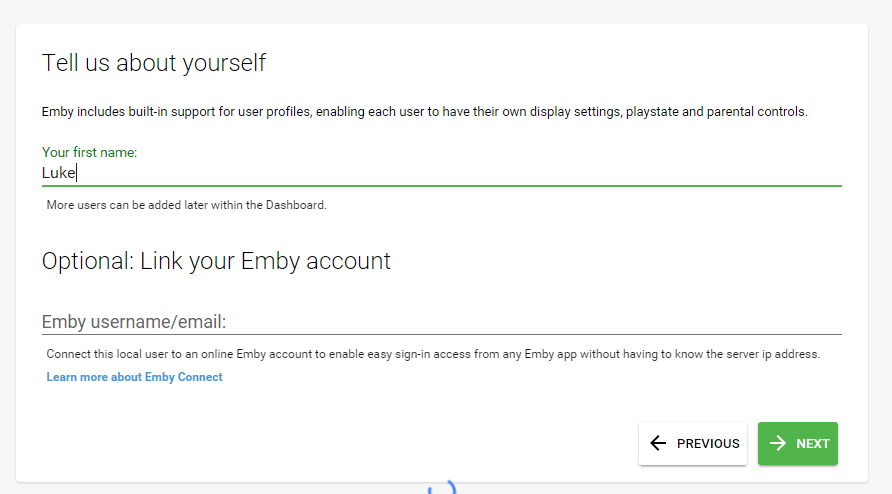 Tell us about yourself
Emby includes built-in support for user profiles, enabling each user to have their own display settings, playstate and parental controls.
Your first name:
Luke
More users can be added later within the Dashboard.
Optional: Link your Emby account
Emby username/email:
Connect this local user to an online Emby account to enable easy sign-in access from any Emby app without having to know the server ip address.
Learn more about Emby Connect
PREVIOUS
NEXT